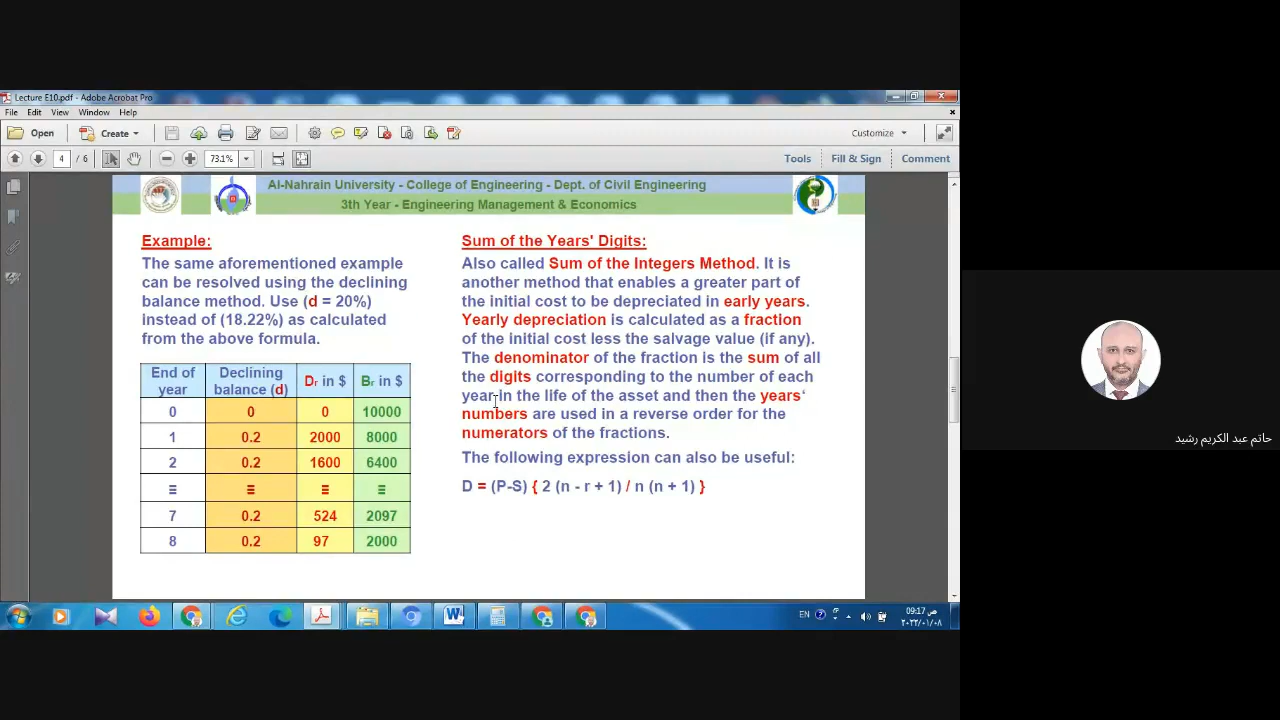 Lecture E10.pdf - Adobe Acrobat Pro
File Edit View Window Help
Open Create Customize
4 / 6 73.1% Tools Fill & Sign Comment
Al-Nahrain University - College of Engineering - Dept. of Civil Engineering
3th Year - Engineering Management & Economics
Example:
The same aforementioned example
can be resolved using the declining
balance method. Use (d = 20%)
instead of (18.22%) as calculated
from the above formula.
End of year Declining balance (d) Dr in $ Br in $
0 0 0 10000
1 0.2 2000 8000
2 0.2 1600 6400
≡ ≡ ≡ ≡
7 0.2 524 2097
8 0.2 97 2000
Sum of the Years' Digits:
Also called Sum of the Integers Method. It is
another method that enables a greater part of
the initial cost to be depreciated in early years.
Yearly depreciation is calculated as a fraction
of the initial cost less the salvage value (if any).
The denominator of the fraction is the sum of all
the digits corresponding to the number of each
year in the life of the asset and then the years‘
numbers are used in a reverse order for the
numerators of the fractions.
The following expression can also be useful:
D = (P-S) { 2 (n - r + 1) / n (n + 1) }
حاتم عبد الكريم رشيد
EN 09:17 ص
٢٠٢٢/٠١/٠٨